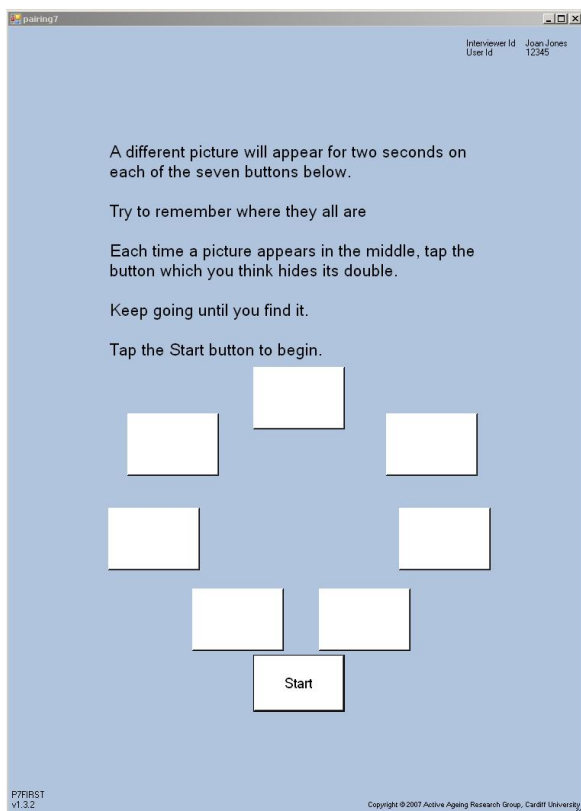 pairing7
Interviewer Id Joan Jones
User Id 12345
A different picture will appear for two seconds on
each of the seven buttons below.
Try to remember where they all are
Each time a picture appears in the middle, tap the
button which you think hides its double.
Keep going until you find it.
Tap the Start button to begin.
Start
P7FIRST
v1.3.2
Copyright ©2007 Active Ageing Research Group, Cardiff University